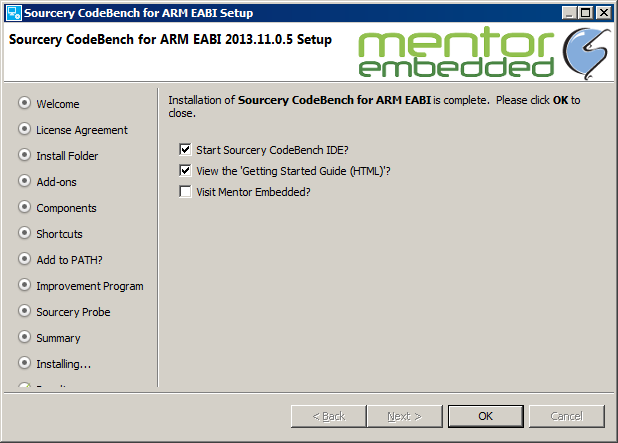 Sourcery CodeBench for ARM EABI Setup
Sourcery CodeBench for ARM EABI 2013.11.0.5 Setup
mentor
embedded
Welcome
License Agreement
Install Folder
Add-ons
Components
Shortcuts
Add to PATH?
Improvement Program
Sourcery Probe
Summary
Installing...
Installation of Sourcery CodeBench for ARM EABI is complete. Please click OK to
close.
Start Sourcery CodeBench IDE?
View the 'Getting Started Guide (HTML)'?
Visit Mentor Embedded?
< Back
Next >
OK
Cancel